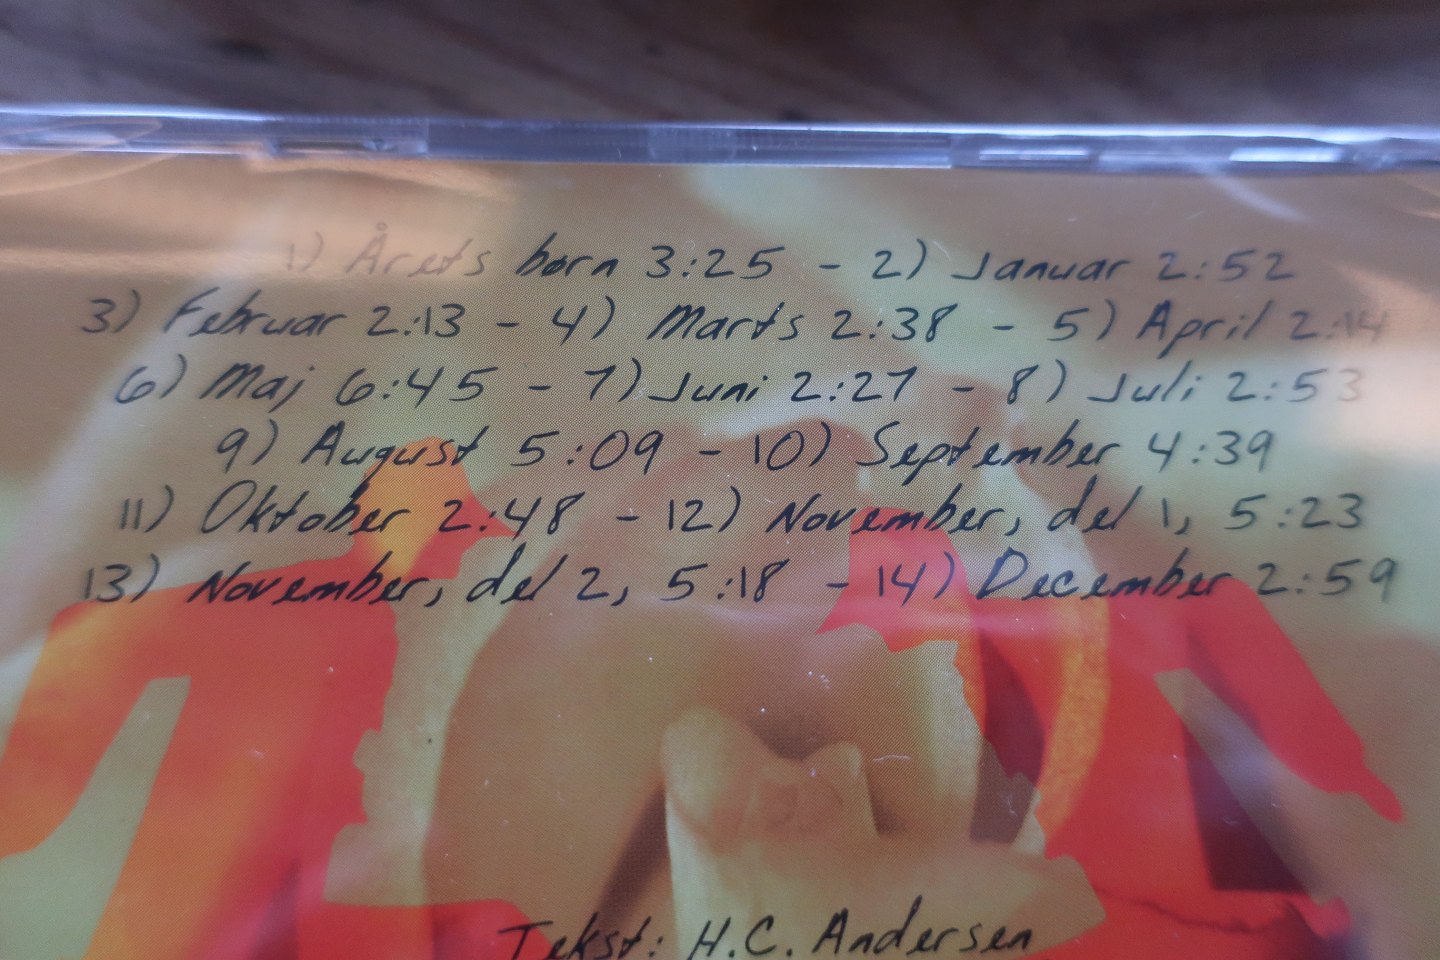 1) Årets børn 3:25 - 2) Januar 2:52
3) Februar 2:13 - 4) Marts 2:38 - 5) April 2:14
6) Maj 6:45 - 7) Juni 2:27 - 8) Juli 2:53
9) August 5:09 - 10) September 4:39
11) Oktober 2:48 - 12) November, del 1, 5:23
13) November, del 2, 5:18 - 14) December 2:59
Tekst: H.C. Andersen